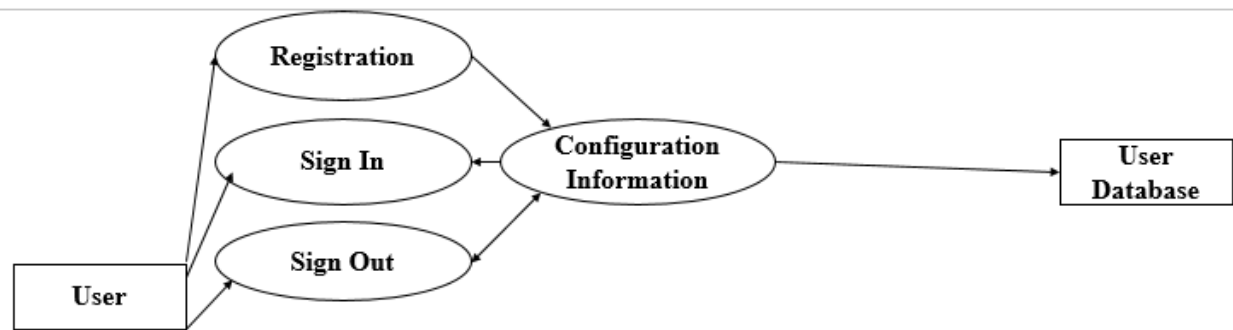 Registration
Sign In
Sign Out
User
Configuration
Information
User
Database